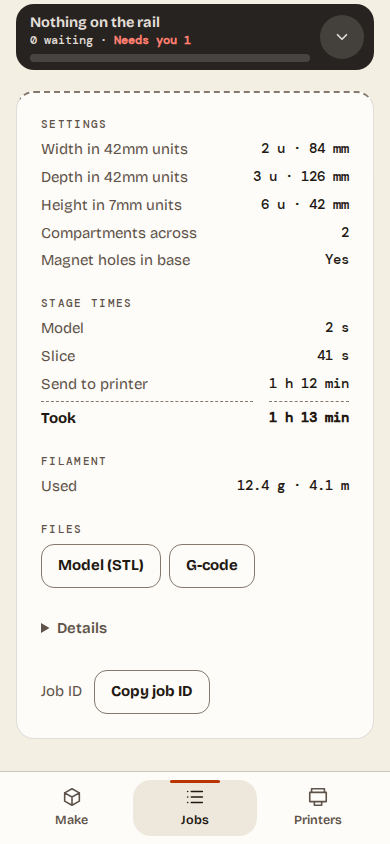 Nothing on the rail
0 waiting · Needs you 1
SETTINGS
Width in 42mm units 2 u · 84 mm
Depth in 42mm units 3 u · 126 mm
Height in 7mm units 6 u · 42 mm
Compartments across 2
Magnet holes in base Yes
STAGE TIMES
Model 2 s
Slice 41 s
Send to printer 1 h 12 min
Took 1 h 13 min
FILAMENT
Used 12.4 g · 4.1 m
FILES
Model (STL) G-code
Details
Job ID Copy job ID
Make Jobs Printers